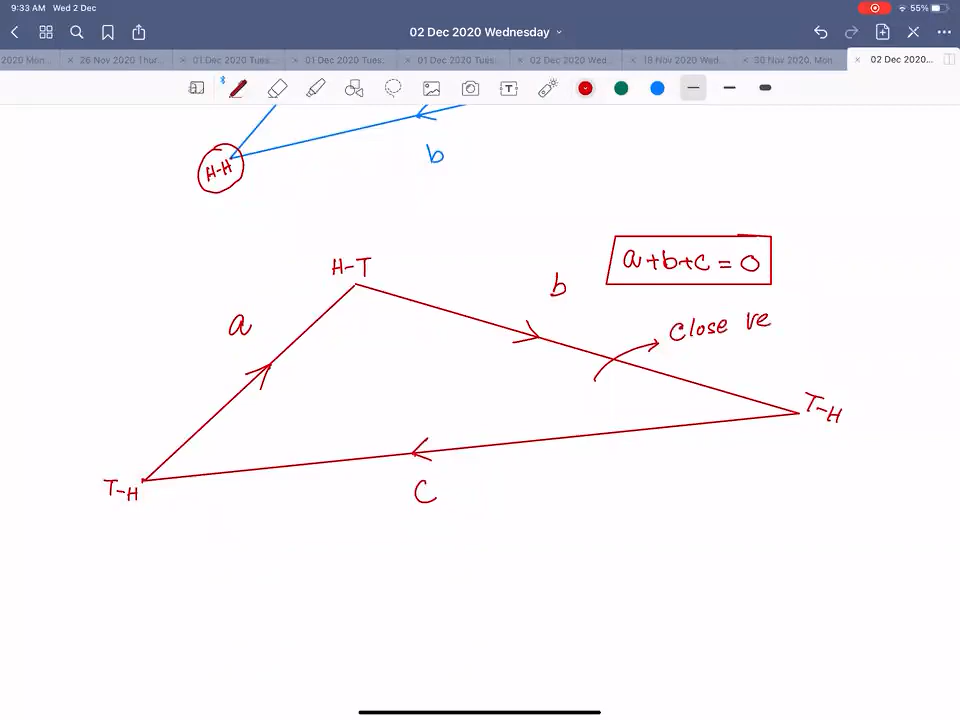 9:33 AM Wed 2 Dec
55%
02 Dec 2020 Wednesday
2020 Mon...
26 Nov 2020 Thur...
01 Dec 2020 Tues...
01 Dec 2020 Tues...
01 Dec 2020 Tues...
02 Dec 2020 Wed...
19 Nov 2020 Wed...
30 Nov 2020, Mon...
02 Dec 2020...
b
H-H
H-T
b
a+b+c = 0
a
Close ve
T-H
T-H
C